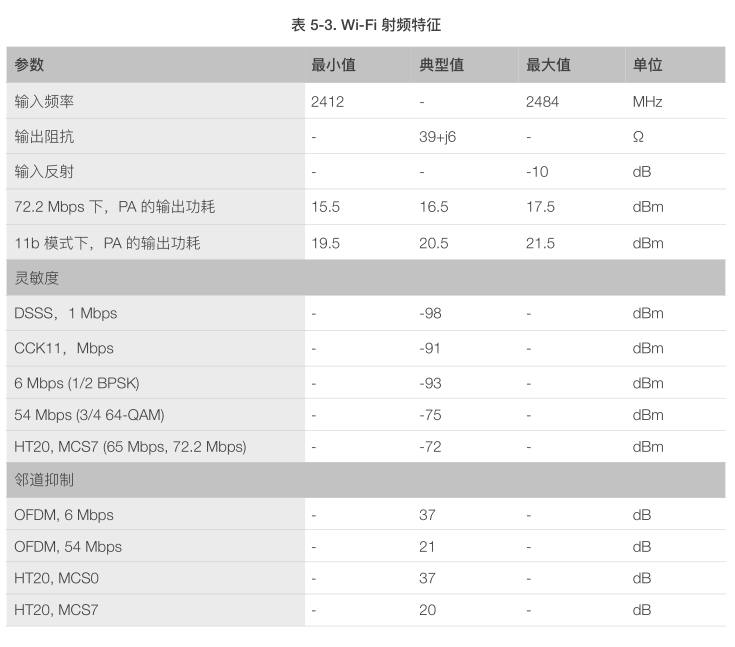 表 5-3. Wi-Fi 射频特征
参数 最小值 典型值 最大值 单位
输入频率 2412 - 2484 MHz
输出阻抗 - 39+j6 - Ω
输入反射 - - -10 dB
72.2 Mbps 下，PA 的输出功耗 15.5 16.5 17.5 dBm
11b 模式下，PA 的输出功耗 19.5 20.5 21.5 dBm
灵敏度
DSSS，1 Mbps - -98 - dBm
CCK11，Mbps - -91 - dBm
6 Mbps (1/2 BPSK) - -93 - dBm
54 Mbps (3/4 64-QAM) - -75 - dBm
HT20, MCS7 (65 Mbps, 72.2 Mbps) - -72 - dBm
邻道抑制
OFDM, 6 Mbps - 37 - dB
OFDM, 54 Mbps - 21 - dB
HT20, MCS0 - 37 - dB
HT20, MCS7 - 20 - dB